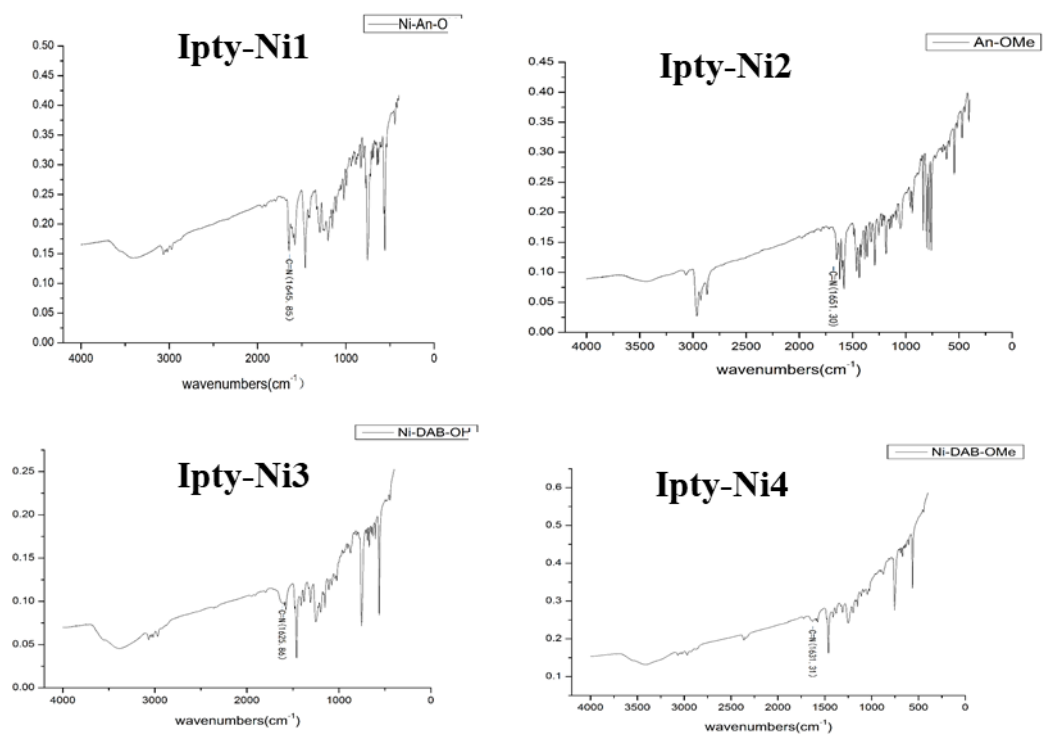 Ni-An-O
Ipty-Ni1
0.50
0.45
0.40
0.35
0.30
0.25
0.20
0.15
0.10
0.05
0.00
-C=N(1645.85)
4000 3000 2000 1000 0
wavenumbers(cm-1)
An-OMe
Ipty-Ni2
0.45
0.40
0.35
0.30
0.25
0.20
0.15
0.10
0.05
0.00
-C=N(1651.30)
4000 3500 3000 2500 2000 1500 1000 500 0
wavenumbers(cm-1)
Ni-DAB-OH
Ipty-Ni3
0.25
0.20
0.15
0.10
0.05
0.00
-C=N(1625.86)
4000 3000 2000 1000 0
wavenumbers(cm-1)
Ni-DAB-OMe
Ipty-Ni4
0.6
0.5
0.4
0.3
0.2
0.1
-C=N(1631.31)
4000 3500 3000 2500 2000 1500 1000 500 0
wavenumbers(cm-1)